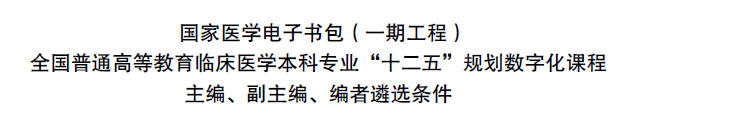 国家医学电子书包（一期工程）
全国普通高等教育临床医学本科专业“十二五”规划数字化课程
主编、副主编、编者遴选条件